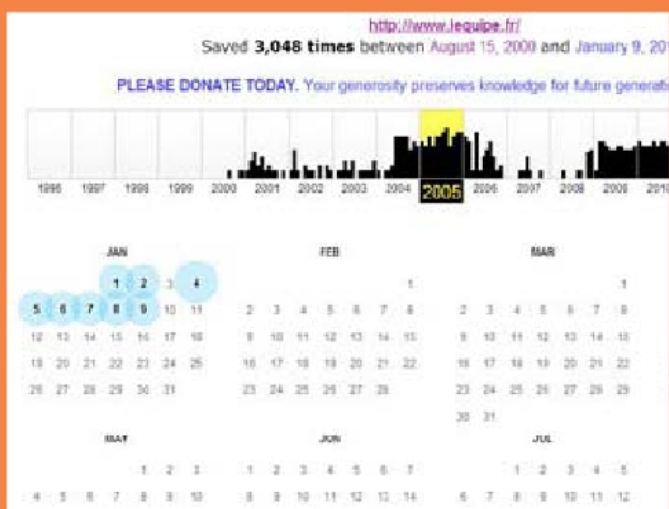 http://www.lequipe.fr/
Saved 3,048 times between August 15, 2000 and January 9, 20
PLEASE DONATE TODAY. Your generosity preserves knowledge for future generat
1996 1997 1998 1999 2000 2001 2002 2003 2004 2005 2006 2007 2008 2009 2010
JAN FEB MAR
1 2 3 4 1 1
5 6 7 8 9 10 11 2 3 4 5 6 7 8 2 3 4 5 6 7 8
12 13 14 15 16 17 18 9 10 11 12 13 14 15 9 10 11 12 13 14 15
19 20 21 22 23 24 25 16 17 18 19 20 21 22 16 17 18 19 20 21 22
26 27 28 29 30 31 23 24 25 26 27 28 23 24 25 26 27 28 29
30 31
MAY JUN JUL
1 2 3 1 2 3 4 5 6 7 1 2 3 4 5
4 5 6 7 8 9 10 8 9 10 11 12 13 14 6 7 8 9 10 11 12